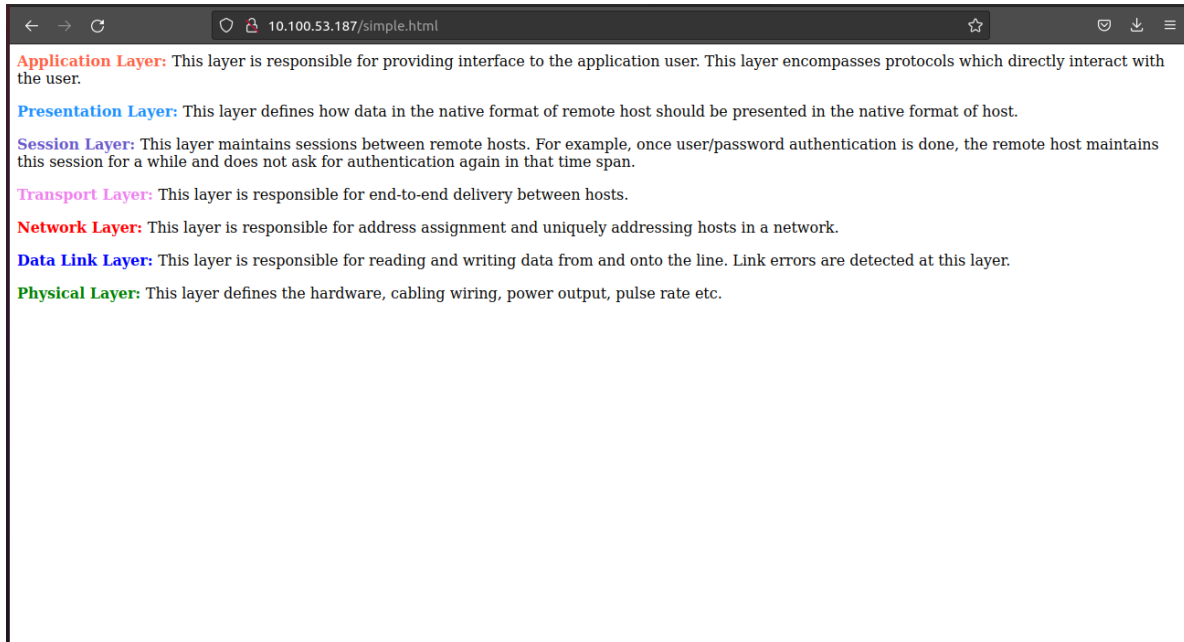 10.100.53.187/simple.html
Application Layer: This layer is responsible for providing interface to the application user. This layer encompasses protocols which directly interact with
the user.
Presentation Layer: This layer defines how data in the native format of remote host should be presented in the native format of host.
Session Layer: This layer maintains sessions between remote hosts. For example, once user/password authentication is done, the remote host maintains
this session for a while and does not ask for authentication again in that time span.
Transport Layer: This layer is responsible for end-to-end delivery between hosts.
Network Layer: This layer is responsible for address assignment and uniquely addressing hosts in a network.
Data Link Layer: This layer is responsible for reading and writing data from and onto the line. Link errors are detected at this layer.
Physical Layer: This layer defines the hardware, cabling wiring, power output, pulse rate etc.